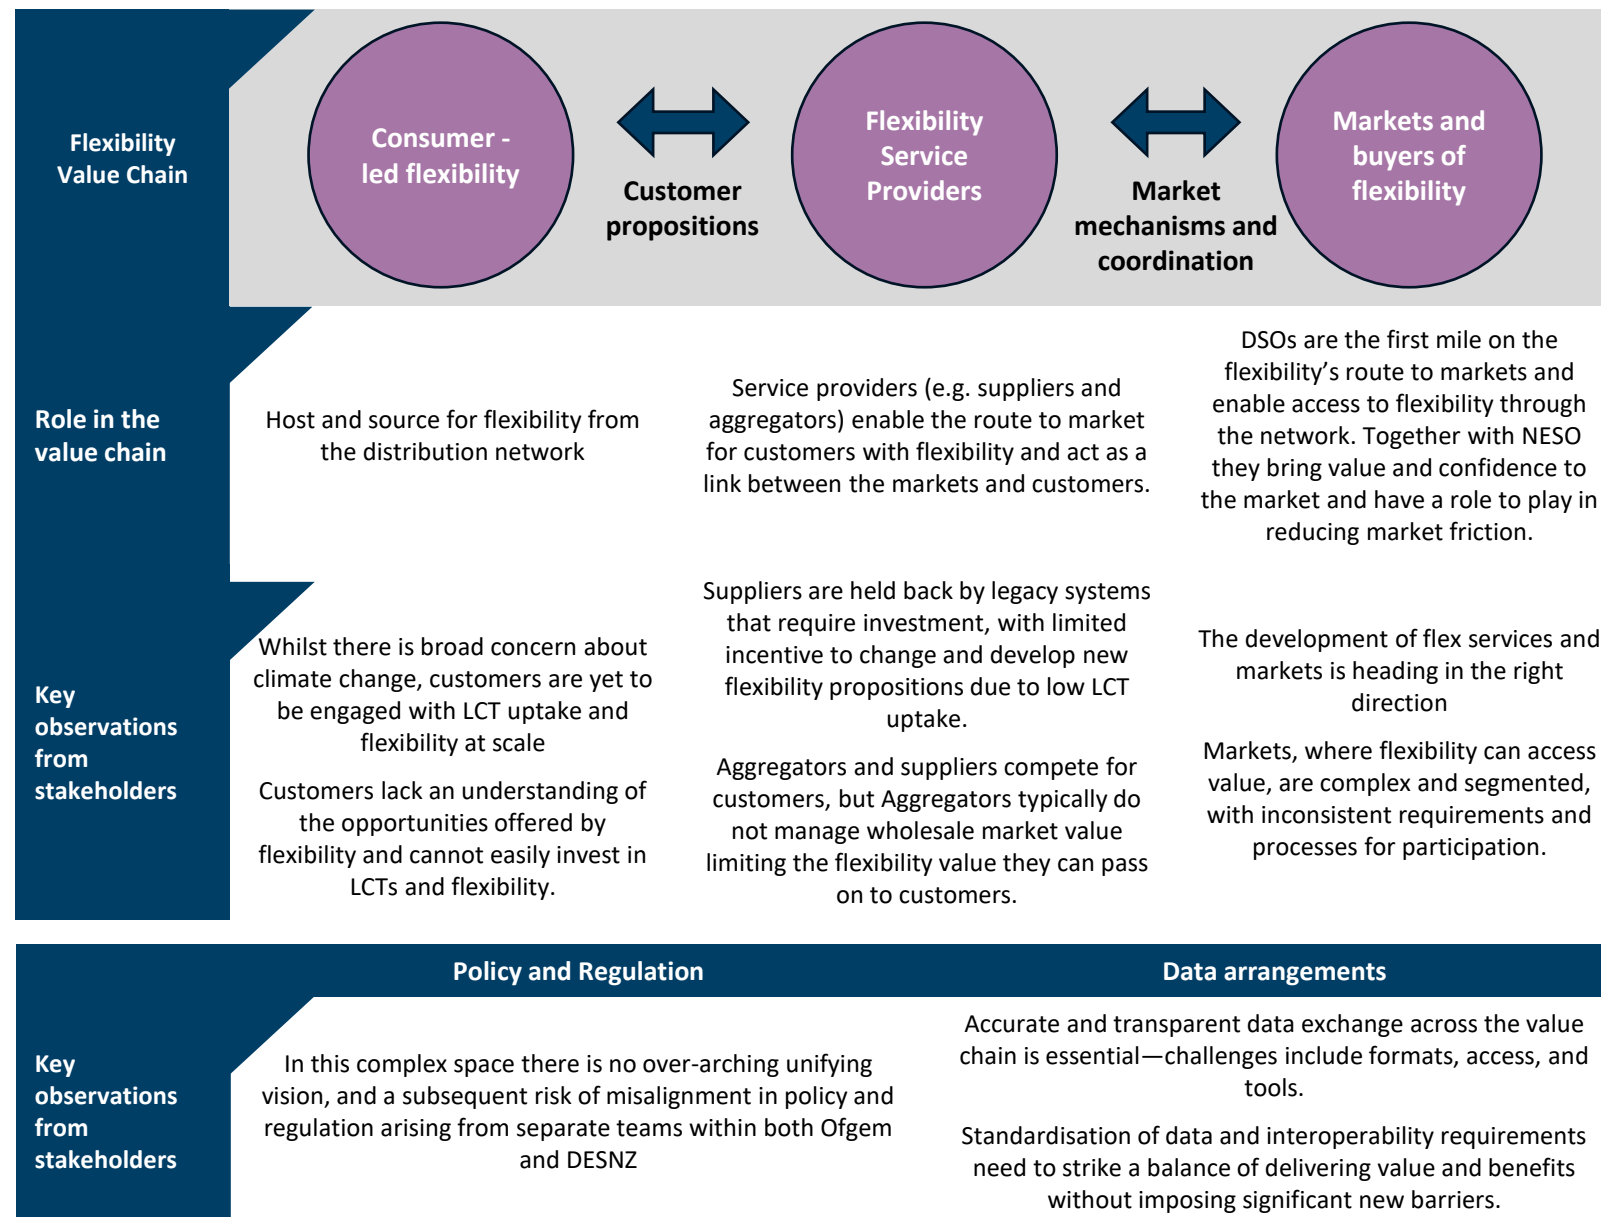 Flexibility
Value Chain
Consumer -
led flexibility
Customer
propositions
Flexibility
Service
Providers
Market
mechanisms and
coordination
Markets and
buyers of
flexibility
Role in the
value chain
Host and source for flexibility from
the distribution network
Service providers (e.g. suppliers and
aggregators) enable the route to market
for customers with flexibility and act as a
link between the markets and customers.
DSOs are the first mile on the
flexibility’s route to markets and
enable access to flexibility through
the network. Together with NESO
they bring value and confidence to
the market and have a role to play in
reducing market friction.
Key
observations
from
stakeholders
Whilst there is broad concern about
climate change, customers are yet to
be engaged with LCT uptake and
flexibility at scale
Customers lack an understanding of
the opportunities offered by
flexibility and cannot easily invest in
LCTs and flexibility.
Suppliers are held back by legacy systems
that require investment, with limited
incentive to change and develop new
flexibility propositions due to low LCT
uptake.
Aggregators and suppliers compete for
customers, but Aggregators typically do
not manage wholesale market value
limiting the flexibility value they can pass
on to customers.
The development of flex services and
markets is heading in the right
direction
Markets, where flexibility can access
value, are complex and segmented,
with inconsistent requirements and
processes for participation.
Policy and Regulation
Data arrangements
Key
observations
from
stakeholders
In this complex space there is no over-arching unifying
vision, and a subsequent risk of misalignment in policy and
regulation arising from separate teams within both Ofgem
and DESNZ
Accurate and transparent data exchange across the value
chain is essential—challenges include formats, access, and
tools.
Standardisation of data and interoperability requirements
need to strike a balance of delivering value and benefits
without imposing significant new barriers.